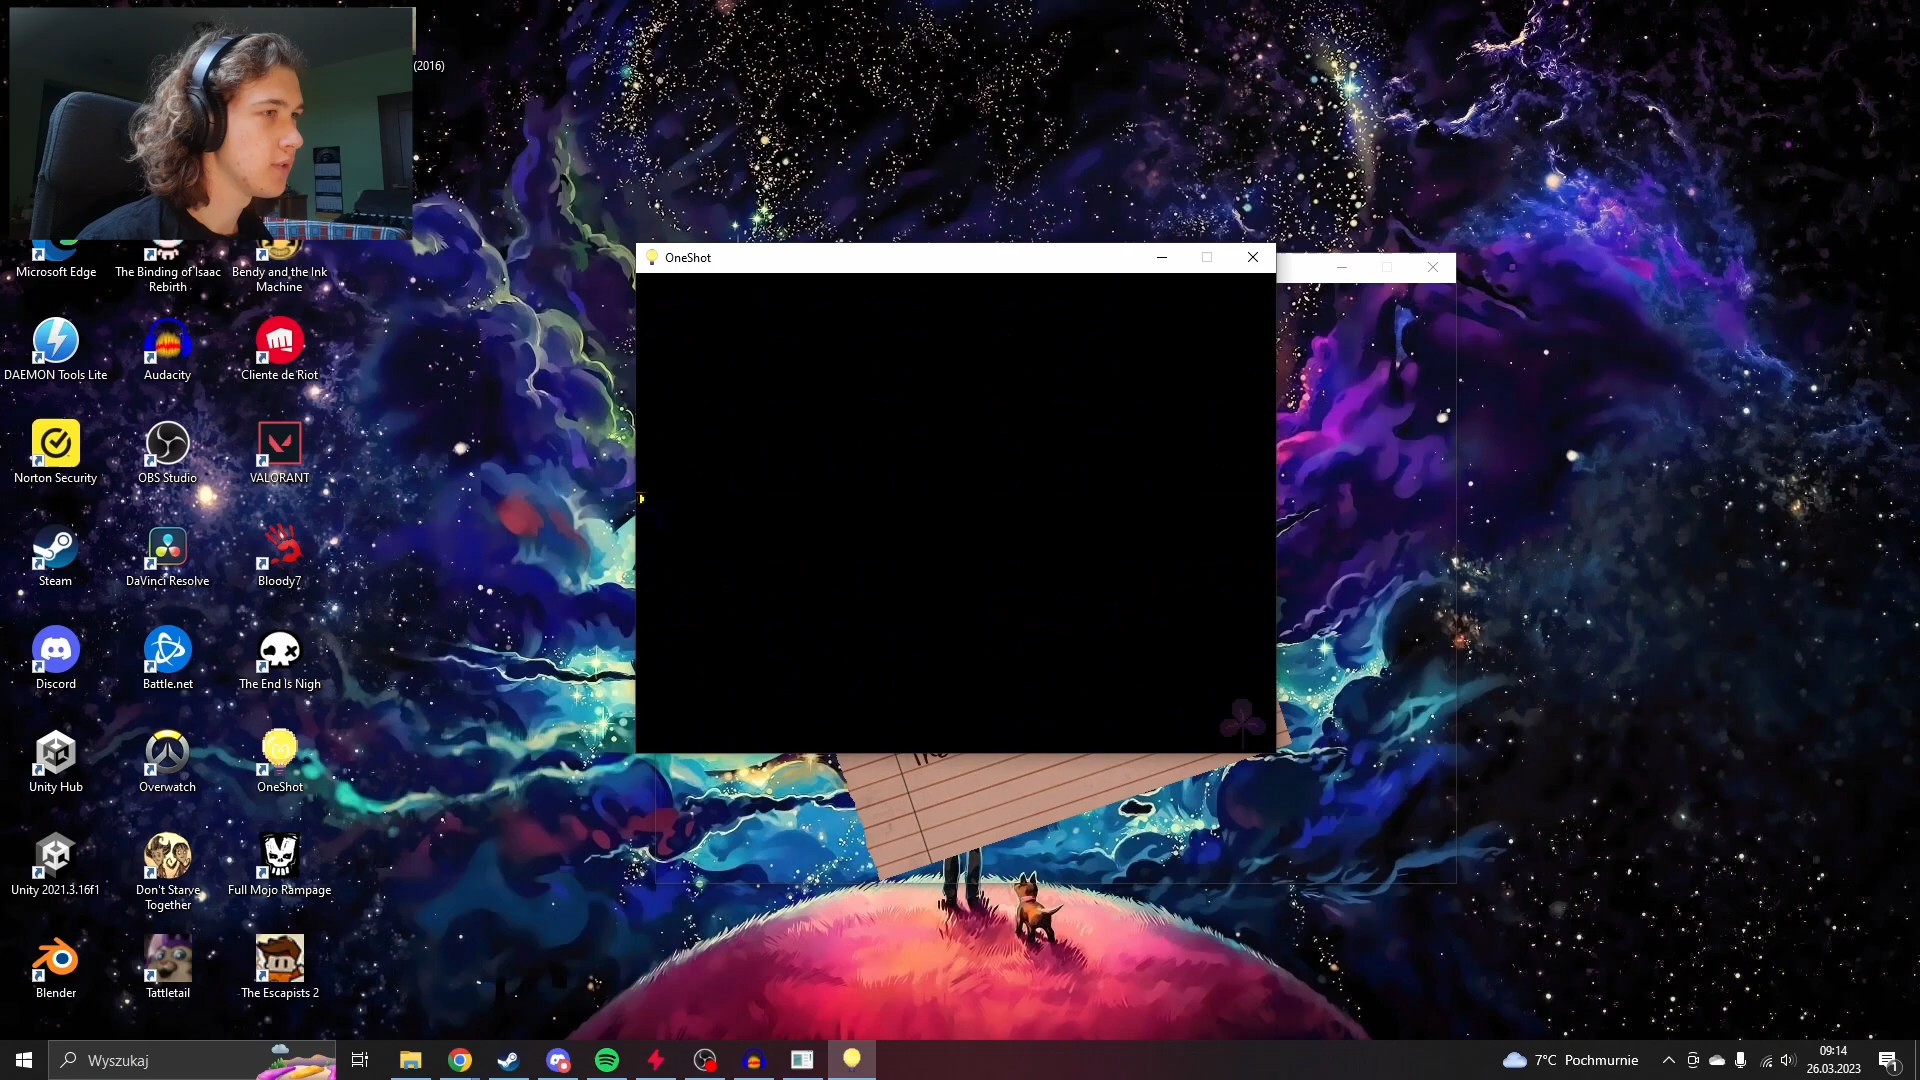 (2016)
OneShot
Microsoft Edge
The Binding of Isaac
Rebirth
Bendy and the Ink
Machine
DAEMON Tools Lite
Audacity
Cliente de Riot
Norton Security
OBS Studio
VALORANT
Steam
DaVinci Resolve
Bloody7
Discord
Battle.net
The End Is Nigh
Unity Hub
Overwatch
OneShot
Unity 2021.3.16f1
Don't Starve
Together
Full Mojo Rampage
Blender
Tattletail
The Escapists 2
Wyszukaj
7°C Pochmurnie
09:14
26.03.2023
1